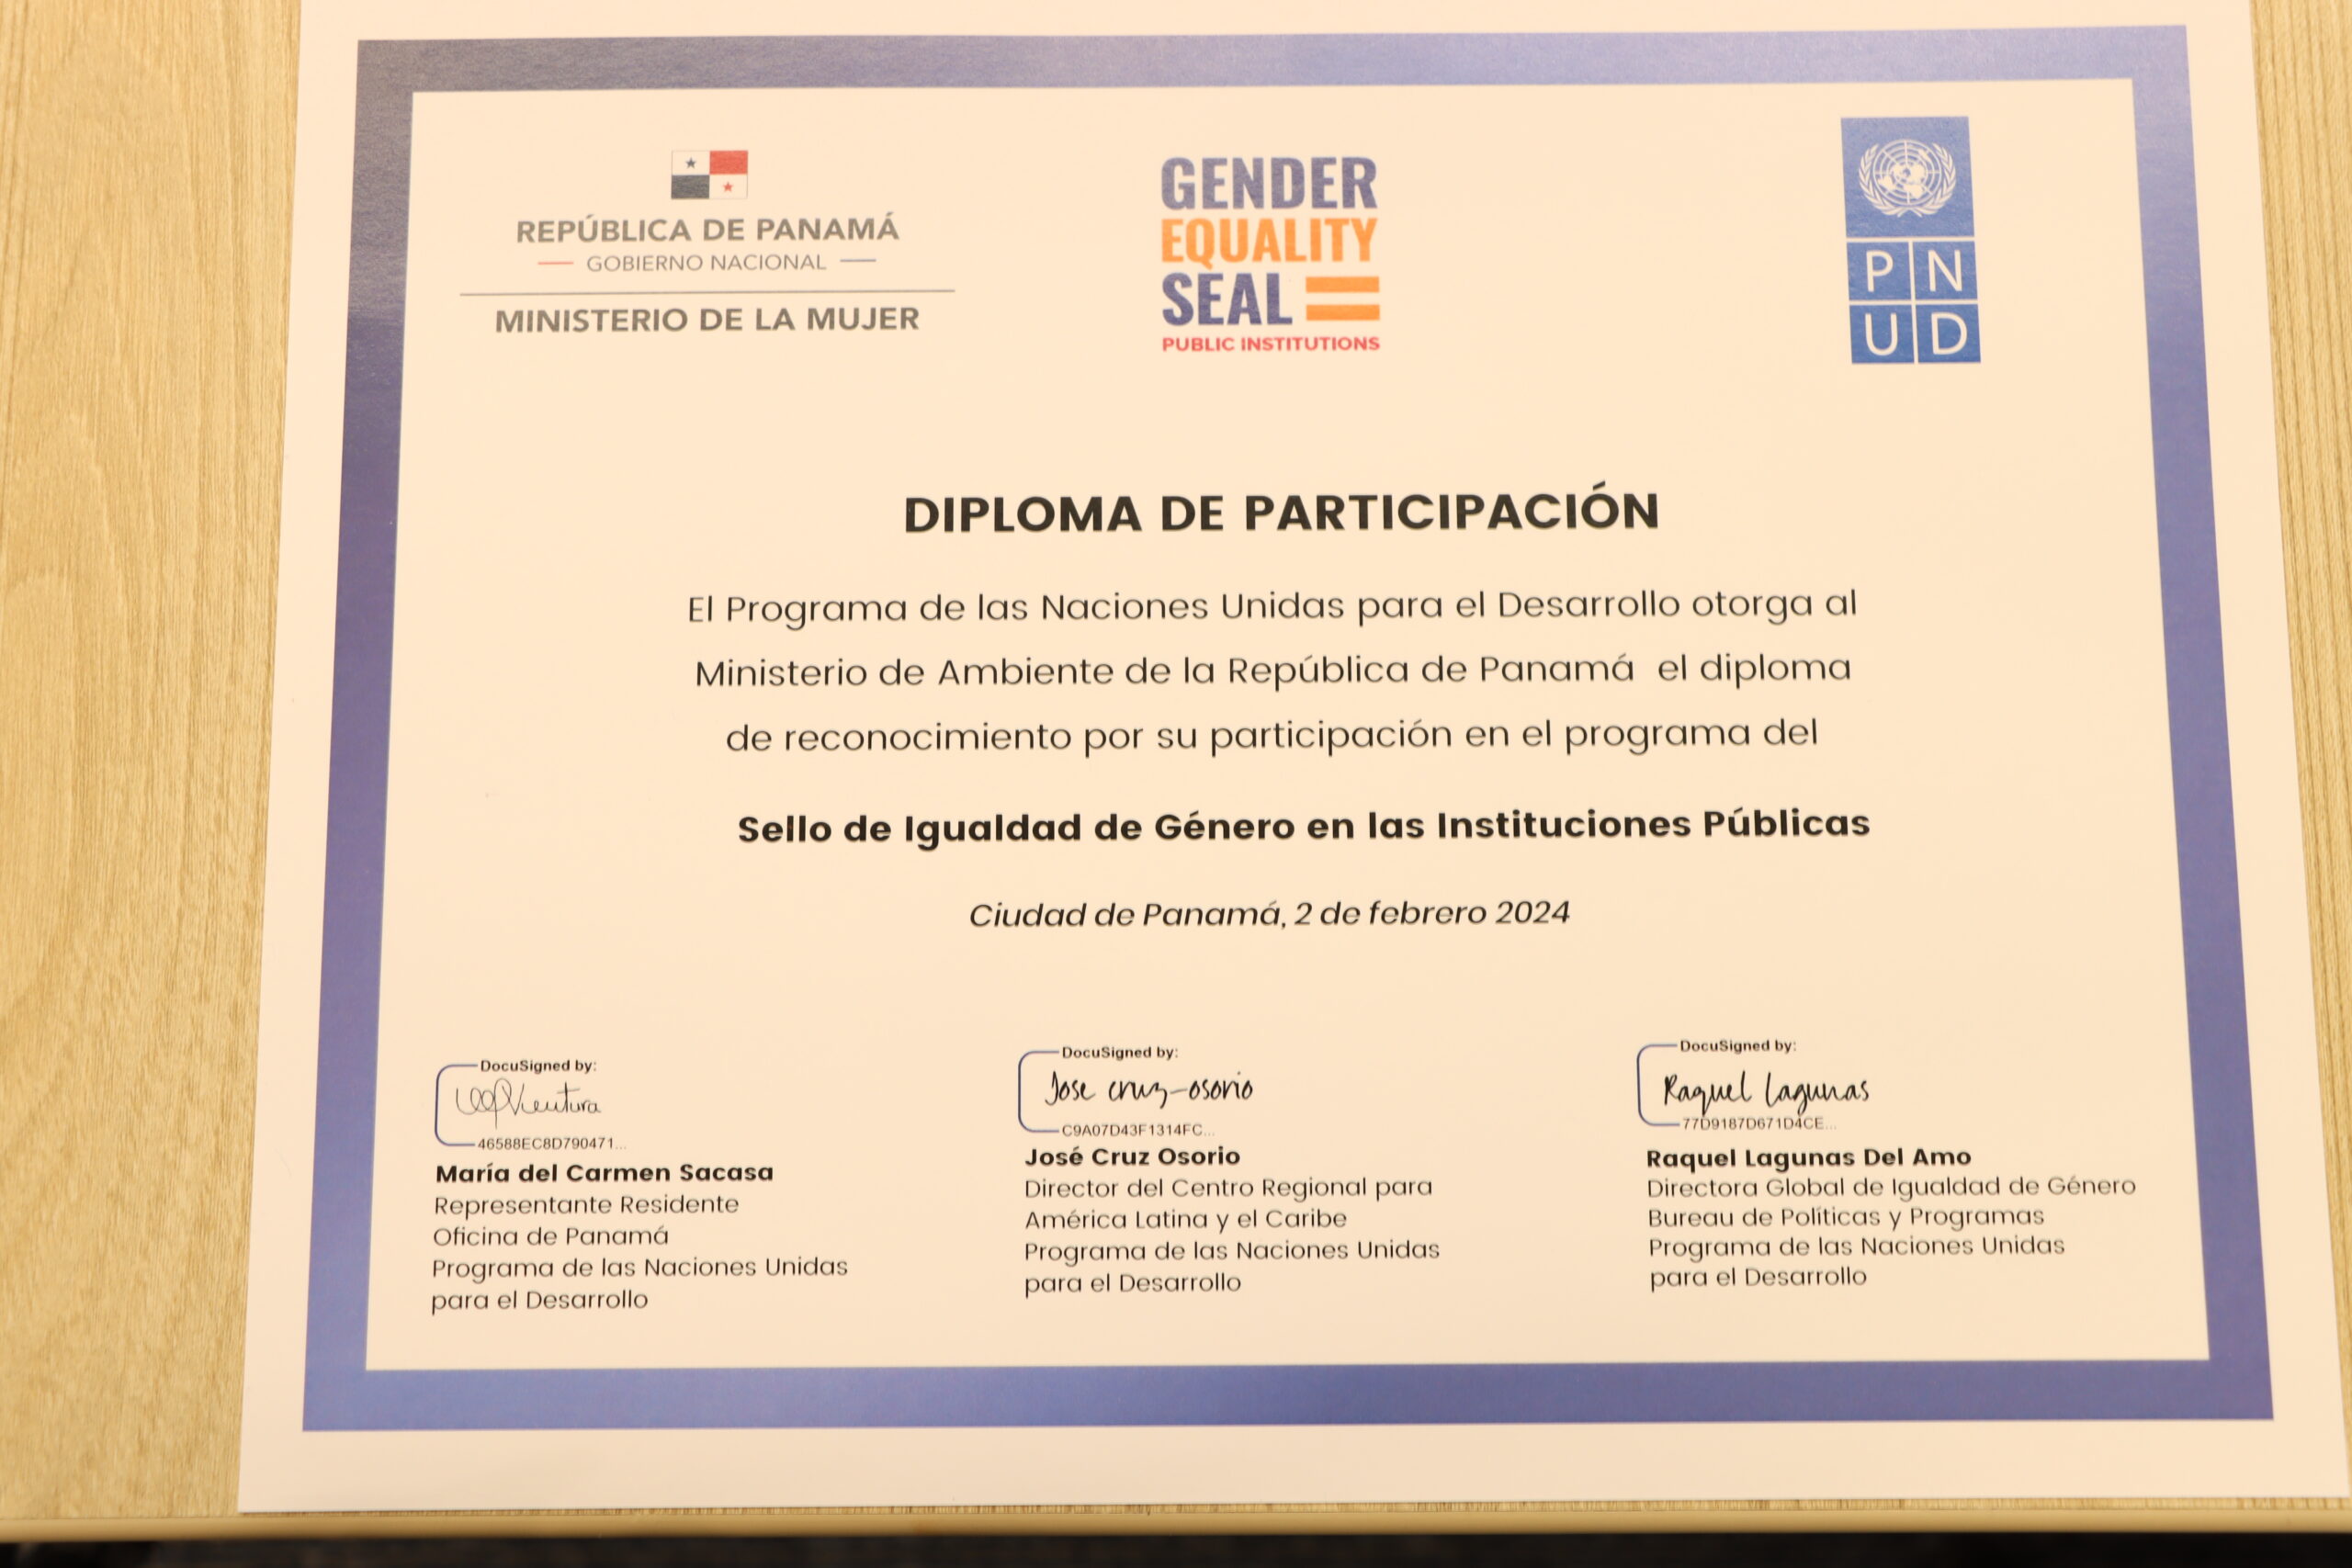 REPÚBLICA DE PANAMÁ
GOBIERNO NACIONAL
MINISTERIO DE LA MUJER
GENDER
EQUALITY
SEAL
PUBLIC INSTITUTIONS
P N
U D
DIPLOMA DE PARTICIPACIÓN
El Programa de las Naciones Unidas para el Desarrollo otorga al
Ministerio de Ambiente de la República de Panamá el diploma
de reconocimiento por su participación en el programa del
Sello de Igualdad de Género en las Instituciones Públicas
Ciudad de Panamá, 2 de febrero 2024
DocuSigned by:
46588EC8D790471...
María del Carmen Sacasa
Representante Residente
Oficina de Panamá
Programa de las Naciones Unidas
para el Desarrollo
DocuSigned by:
Jose cruz-osorio
C9A07D43F1314FC...
José Cruz Osorio
Director del Centro Regional para
América Latina y el Caribe
Programa de las Naciones Unidas
para el Desarrollo
DocuSigned by:
Raquel Lagunas
77D9187D671D4CE...
Raquel Lagunas Del Amo
Directora Global de Igualdad de Género
Bureau de Políticas y Programas
Programa de las Naciones Unidas
para el Desarrollo